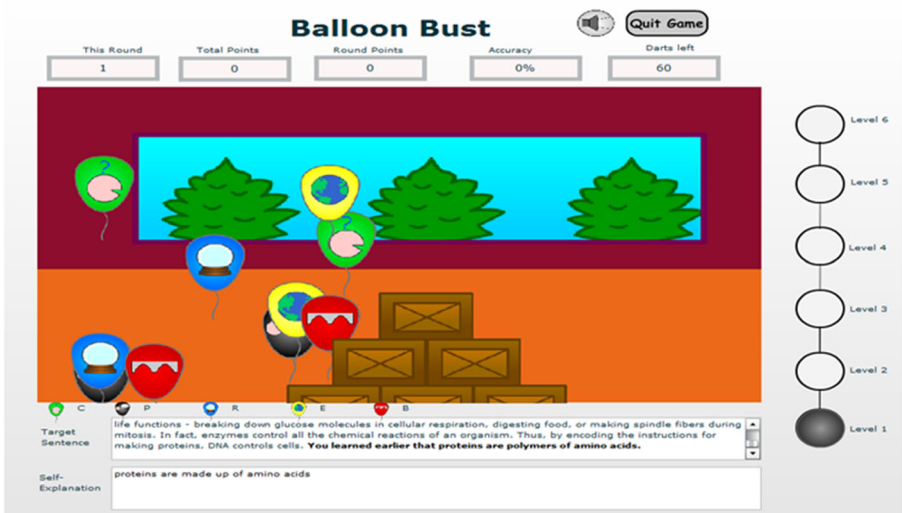 Balloon Bust
Quit Game
This Round Total Points Round Points Accuracy Darts left
1 0 0 0% 60
Level 6
?
Level 5
?
Level 4
Level 3
Level 2
C P R E B
Level 1
Target Sentence
life functions - breaking down glucose molecules in cellular respiration, digesting food, or making spindle fibers during
mitosis. In fact, enzymes control all the chemical reactions of an organism. Thus, by encoding the instructions for
making proteins, DNA controls cells. You learned earlier that proteins are polymers of amino acids.
Self-Explanation
proteins are made up of amino acids